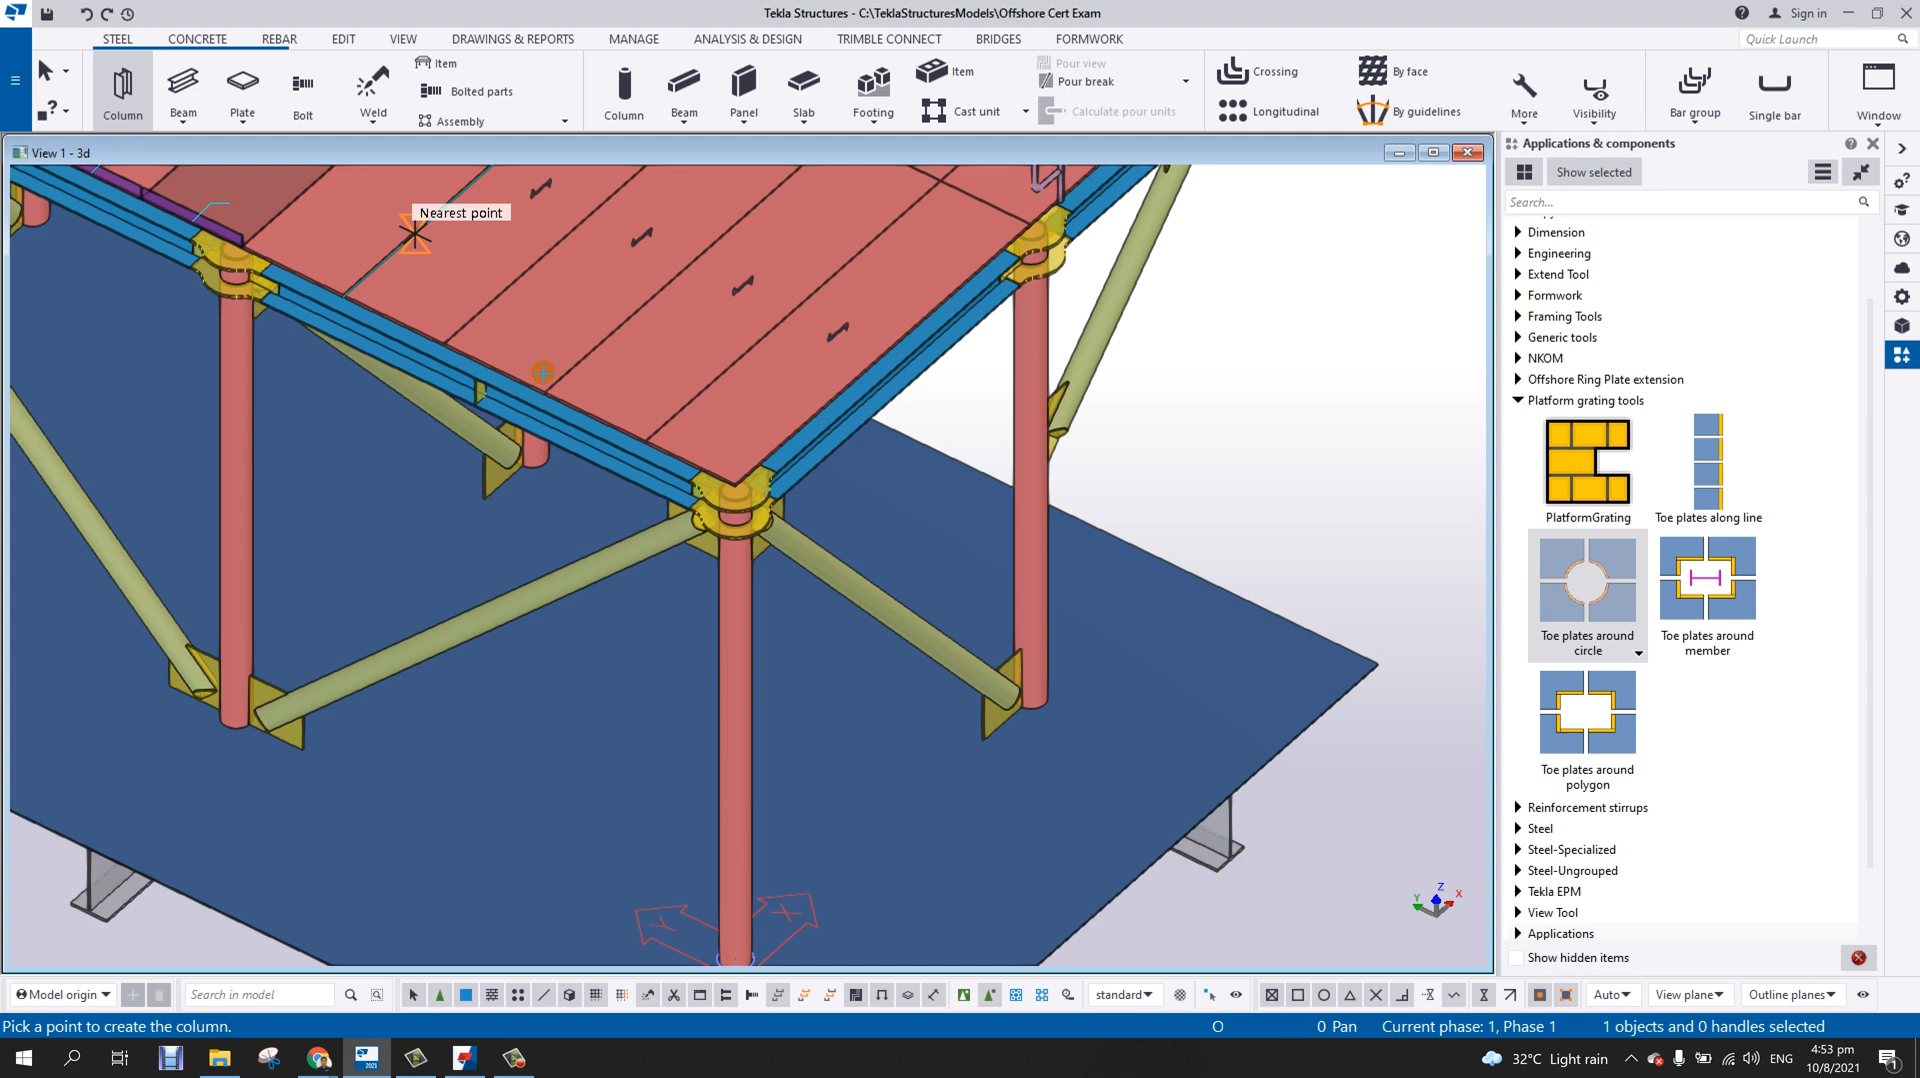 Tekla Structures - C:\TeklaStructuresModels\Offshore Cert Exam
Sign in
STEEL CONCRETE REBAR EDIT VIEW DRAWINGS & REPORTS MANAGE ANALYSIS & DESIGN TRIMBLE CONNECT BRIDGES FORMWORK
Quick Launch
Column
Beam
Plate
Bolt
Weld
Item
Bolted parts
Assembly
Column
Beam
Panel
Slab
Footing
Item
Cast unit
Pour view
Pour break
Calculate pour units
Crossing
Longitudinal
By face
By guidelines
More
Visibility
Bar group
Single bar
Window
View 1 - 3d
Nearest point
Y
X
Z
Y
X
Applications & components
Show selected
Search...
Dimension
Engineering
Extend Tool
Formwork
Framing Tools
Generic tools
NKOM
Offshore Ring Plate extension
Platform grating tools
PlatformGrating
Toe plates along line
Toe plates around
circle
Toe plates around
member
Toe plates around
polygon
Reinforcement stirrups
Steel
Steel-Specialized
Steel-Ungrouped
Tekla EPM
View Tool
Applications
Show hidden items
Model origin
Search in model
standard
Auto
View plane
Outline planes
Pick a point to create the column.
O
0 Pan
Current phase: 1, Phase 1
1 objects and 0 handles selected
2021
32°C Light rain
ENG
4:53 pm
10/8/2021
1